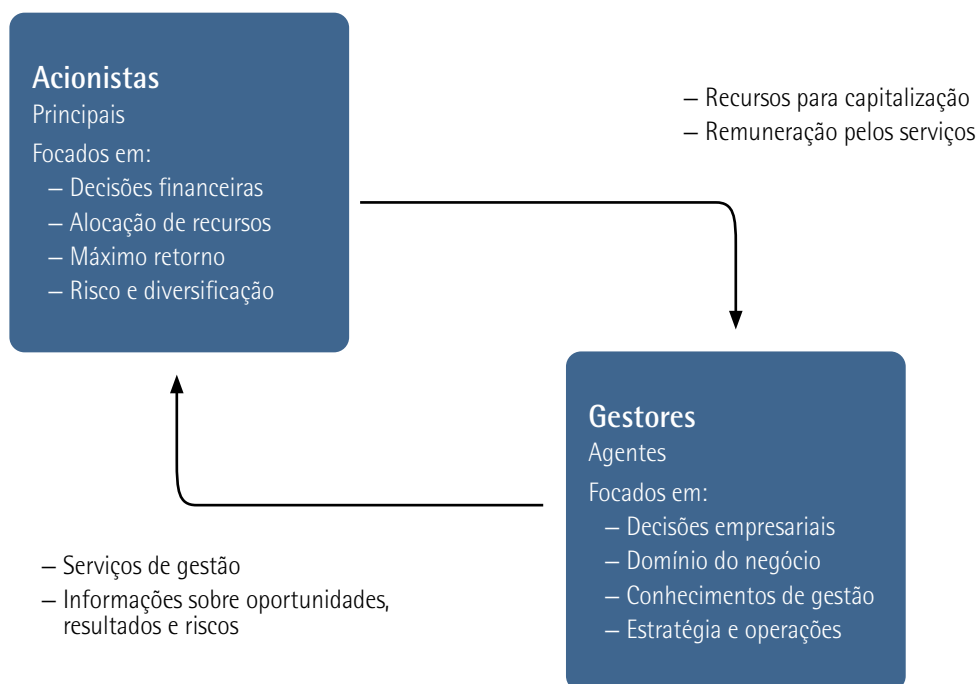 Acionistas
Principais
Focados em:
– Decisões financeiras
– Alocação de recursos
– Máximo retorno
– Risco e diversificação
– Recursos para capitalização
– Remuneração pelos serviços
Gestores
Agentes
Focados em:
– Decisões empresariais
– Domínio do negócio
– Conhecimentos de gestão
– Estratégia e operações
– Serviços de gestão
– Informações sobre oportunidades,
resultados e riscos